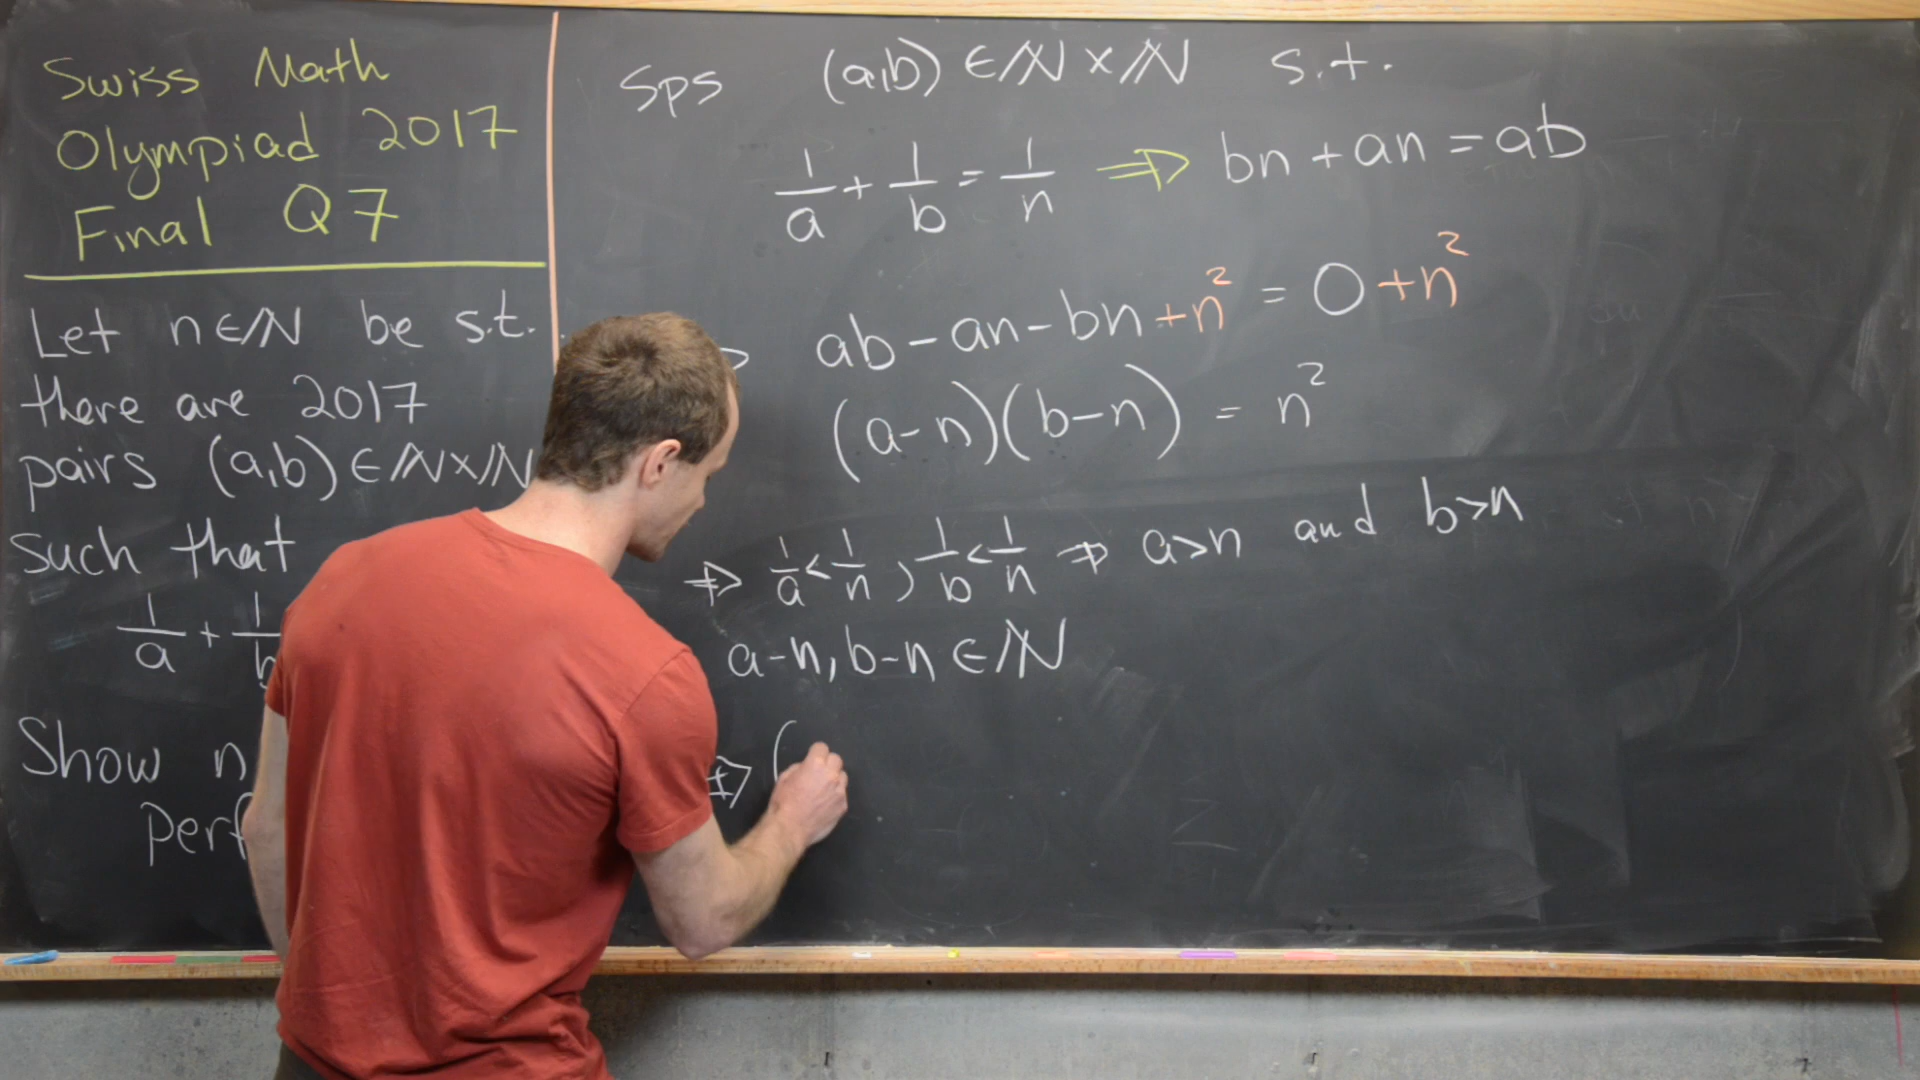 Swiss Math
Olympiad 2017
Final Q7
Let n∈ℕ be s.t.
there are 2017
pairs (a,b)∈ℕ×ℕ
such that
1/a + 1/
Show n
Sps (a,b)∈ℕ×ℕ s.t.
1/a + 1/b = 1/n ⇒ bn + an = ab
ab - an - bn + n² = 0 + n²
(a-n)(b-n) = n²
⇒ 1/a < 1/n, 1/b < 1/n ⇒ a>n and b>n
a-n, b-n ∈ℕ
⇒ (